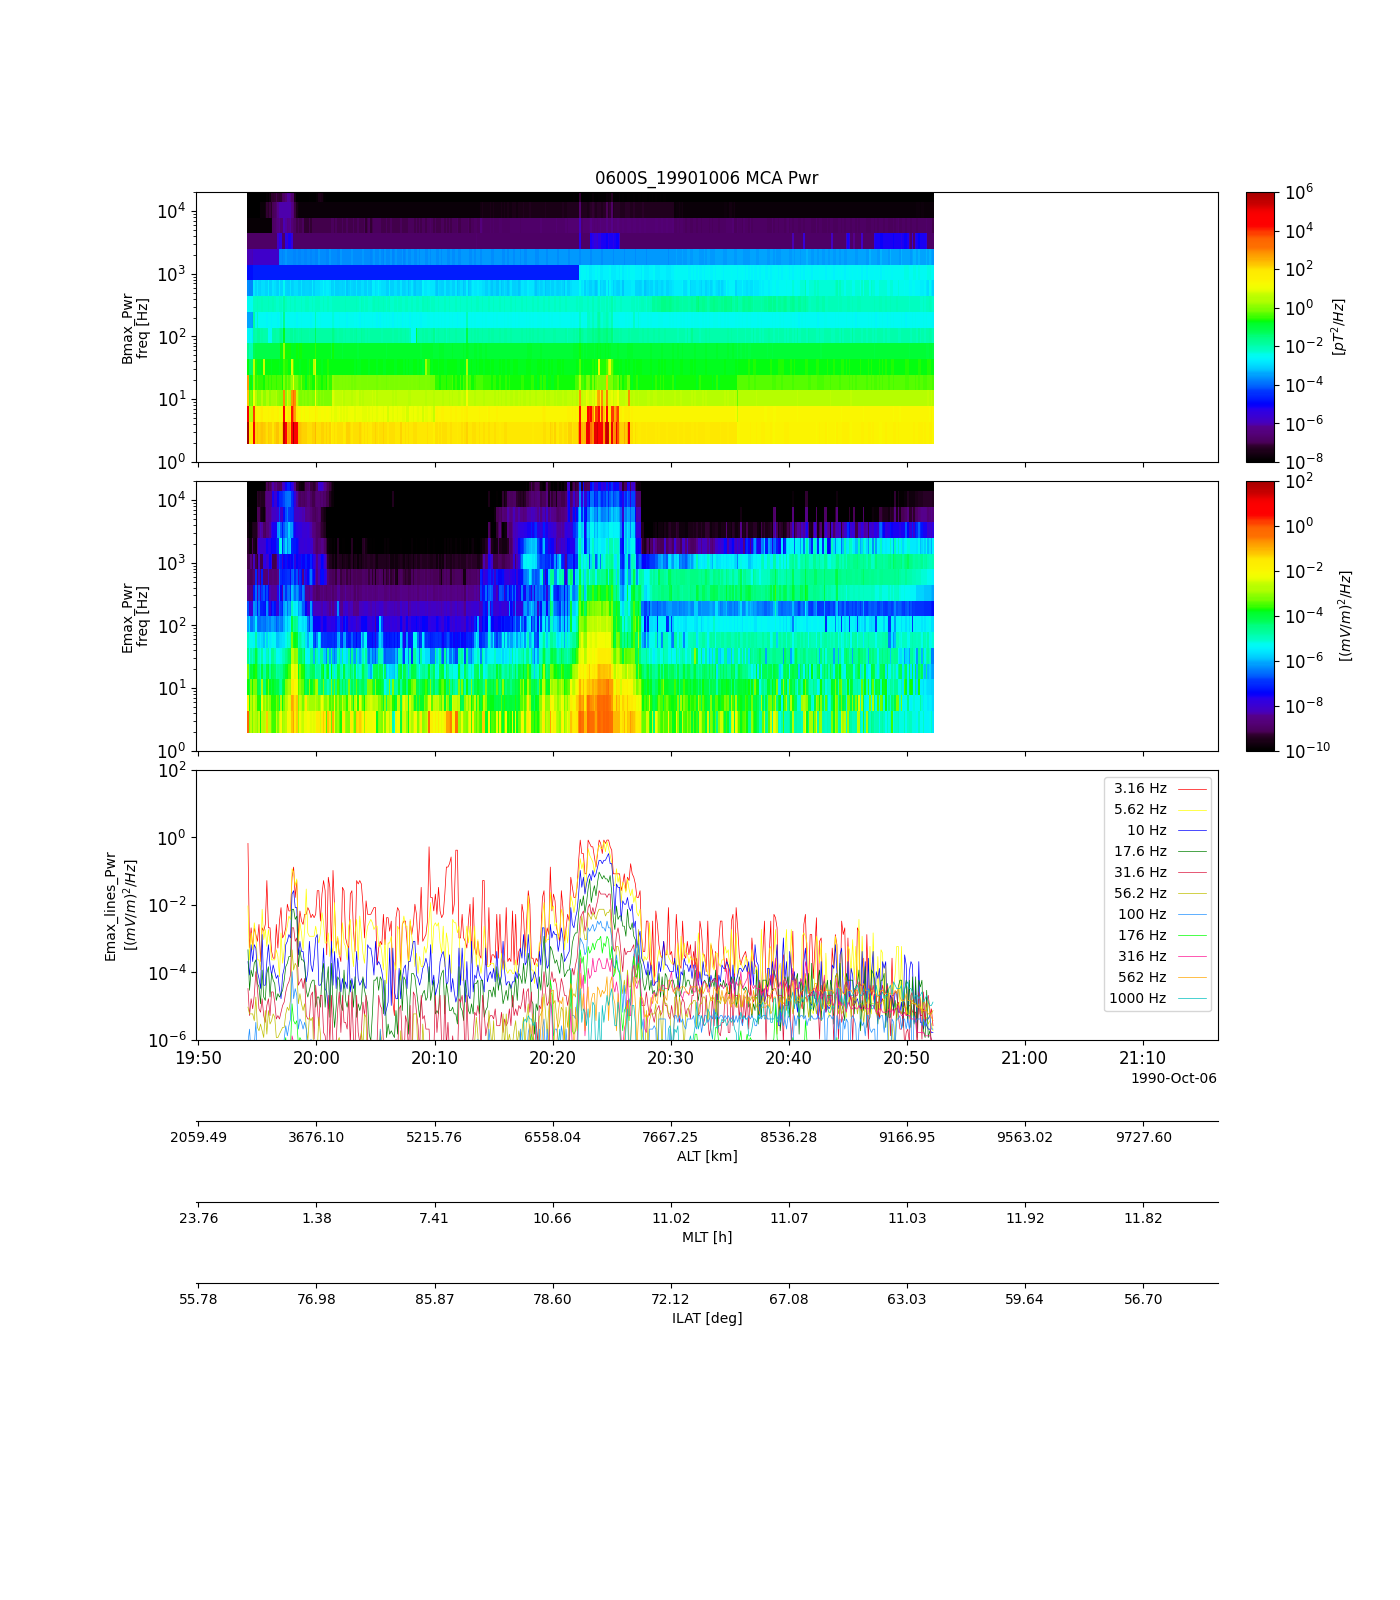 0600S_19901006 MCA Pwr
10^4
10^3
10^2
10^1
10^0
Bmax_Pwr
freq [Hz]
10^6
10^4
10^2
10^0
10^−2
10^−4
10^−6
10^−8
[pT^2/Hz]
10^4
10^3
10^2
10^1
10^0
Emax_Pwr
freq [Hz]
10^2
10^0
10^−2
10^−4
10^−6
10^−8
10^−10
[(mV/m)^2/Hz]
10^2
10^0
10^−2
10^−4
10^−6
Emax_lines_Pwr
[(mV/m)^2/Hz]
3.16 Hz
5.62 Hz
10 Hz
17.6 Hz
31.6 Hz
56.2 Hz
100 Hz
176 Hz
316 Hz
562 Hz
1000 Hz
19:50 20:00 20:10 20:20 20:30 20:40 20:50 21:00 21:10
1990-Oct-06
2059.49 3676.10 5215.76 6558.04 7667.25 8536.28 9166.95 9563.02 9727.60
ALT [km]
23.76 1.38 7.41 10.66 11.02 11.07 11.03 11.92 11.82
MLT [h]
55.78 76.98 85.87 78.60 72.12 67.08 63.03 59.64 56.70
ILAT [deg]